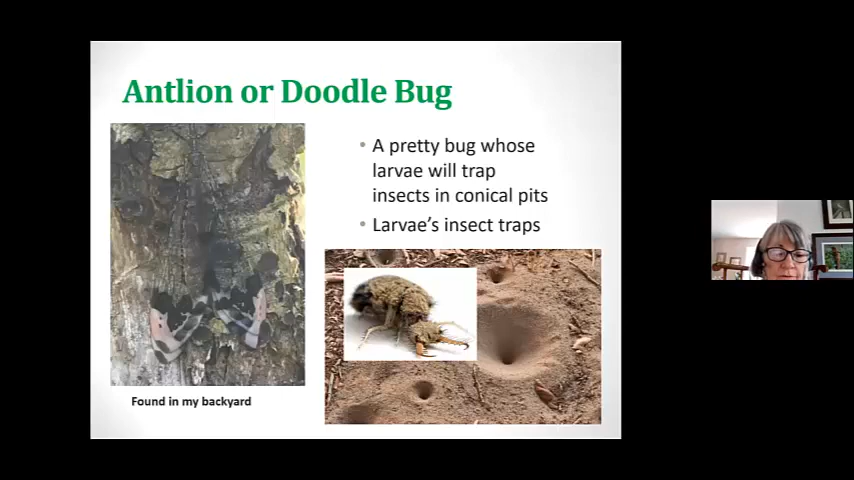 Antlion or Doodle Bug
• A pretty bug whose
larvae will trap
insects in conical pits
• Larvae's insect traps
Found in my backyard